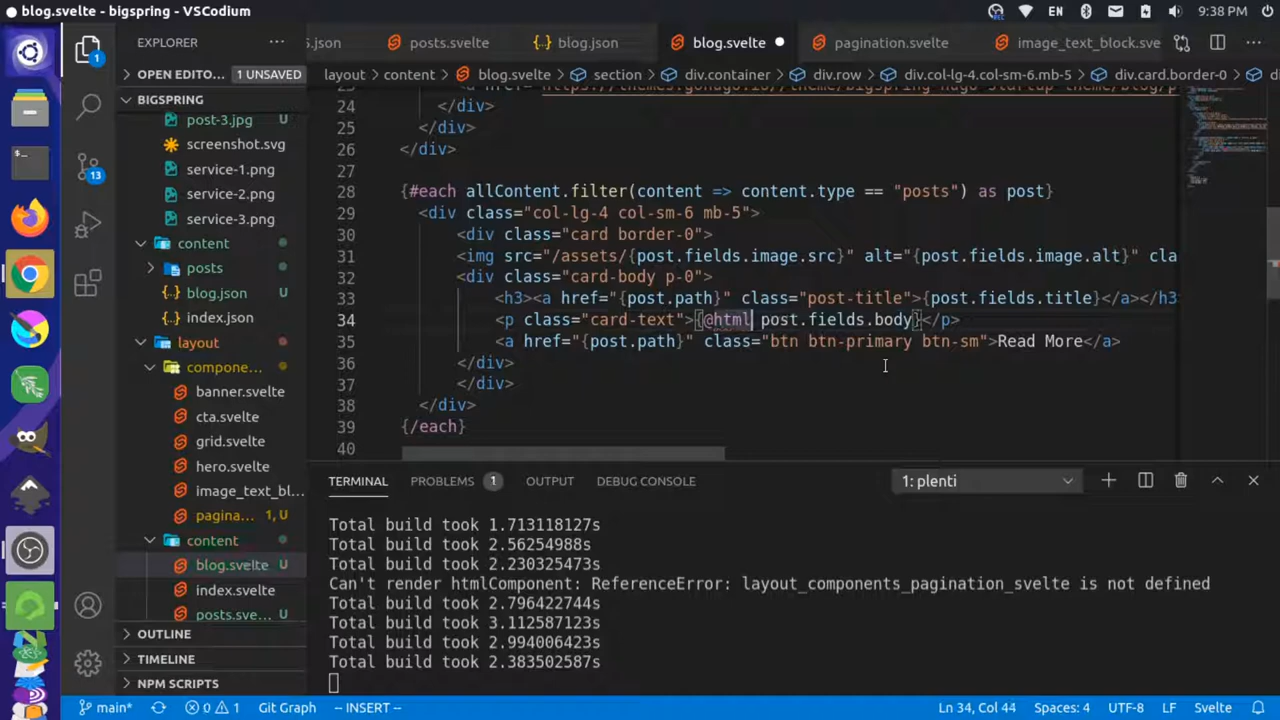 ● blog.svelte - bigspring - VSCodium
EN
9:38 PM
EXPLORER
···
s.json
posts.svelte
{} blog.json
blog.svelte ●
pagination.svelte
image_text_block.sve
···
OPEN EDITO... 1 UNSAVED
layout > content > blog.svelte > section > div.container > div.row > div.col-lg-4.col-sm-6.mb-5 > div.card.border-0 >
BIGSPRING
post-3.jpg U
screenshot.svg
service-1.png
service-2.png
service-3.png
content
posts
{} blog.json U
{} index.json
layout
compone...
banner.svelte
cta.svelte
grid.svelte
hero.svelte
image_text_bl...
pagina... 1, U
content
blog.svelte U
index.svelte
posts.sve... U
OUTLINE
TIMELINE
NPM SCRIPTS
24 </div>
25 </div>
26 </div>
27
28 {#each allContent.filter(content => content.type == "posts") as post}
29 <div class="col-lg-4 col-sm-6 mb-5">
30 <div class="card border-0">
31 <img src="/assets/{post.fields.image.src}" alt="{post.fields.image.alt}" cla
32 <div class="card-body p-0">
33 <h3><a href="{post.path}" class="post-title">{post.fields.title}</a></h3
34 <p class="card-text">{@html post.fields.body}</p>
35 <a href="{post.path}" class="btn btn-primary btn-sm">Read More</a>
36 </div>
37 </div>
38 </div>
39 {/each}
40
TERMINAL PROBLEMS 1 OUTPUT DEBUG CONSOLE
1: plenti
Total build took 1.713118127s
Total build took 2.56254988s
Total build took 2.230325473s
Can't render htmlComponent: ReferenceError: layout_components_pagination_svelte is not defined
Total build took 2.796422744s
Total build took 3.112587123s
Total build took 2.994006423s
Total build took 2.383502587s
1
13
main* 0 1 Git Graph -- INSERT -- Ln 34, Col 44 Spaces: 4 UTF-8 LF Svelte